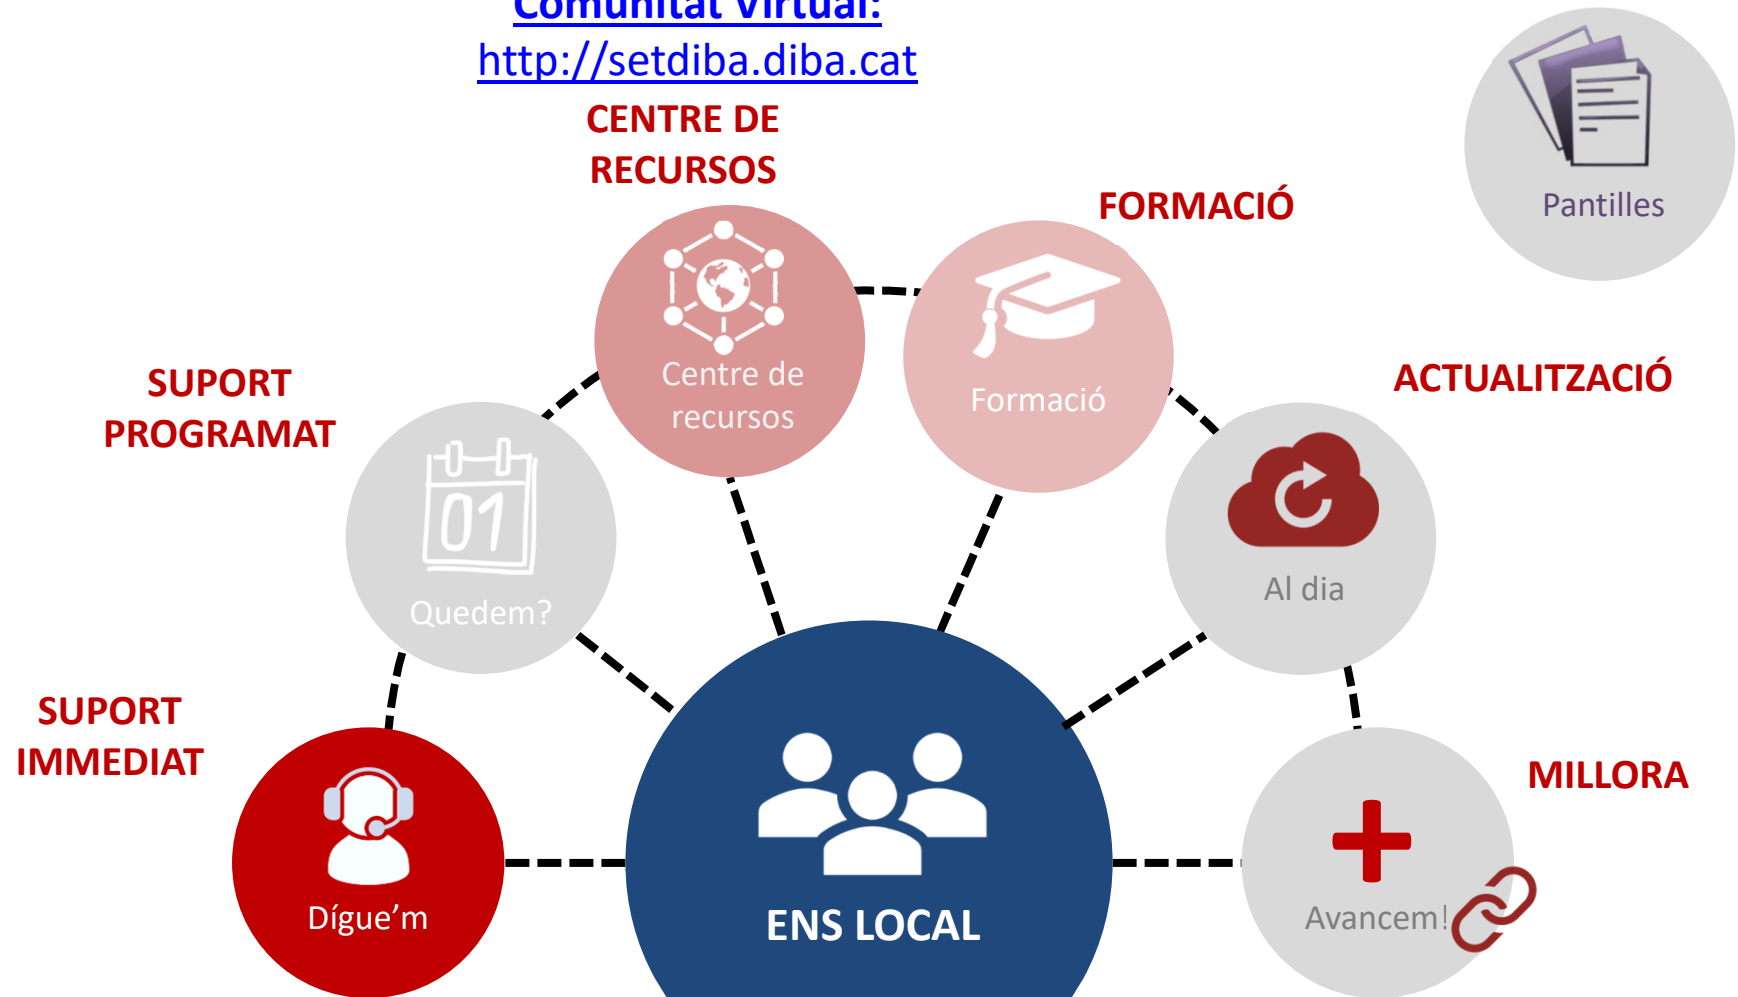 Comunitat Virtual:
http://setdiba.diba.cat
CENTRE DE
RECURSOS
FORMACIÓ
Pantilles
Centre de
recursos
Formació
ACTUALITZACIÓ
SUPORT
PROGRAMAT
01
Quedem?
Al dia
SUPORT
IMMEDIAT
MILLORA
Dígue’m
ENS LOCAL
Avancem!